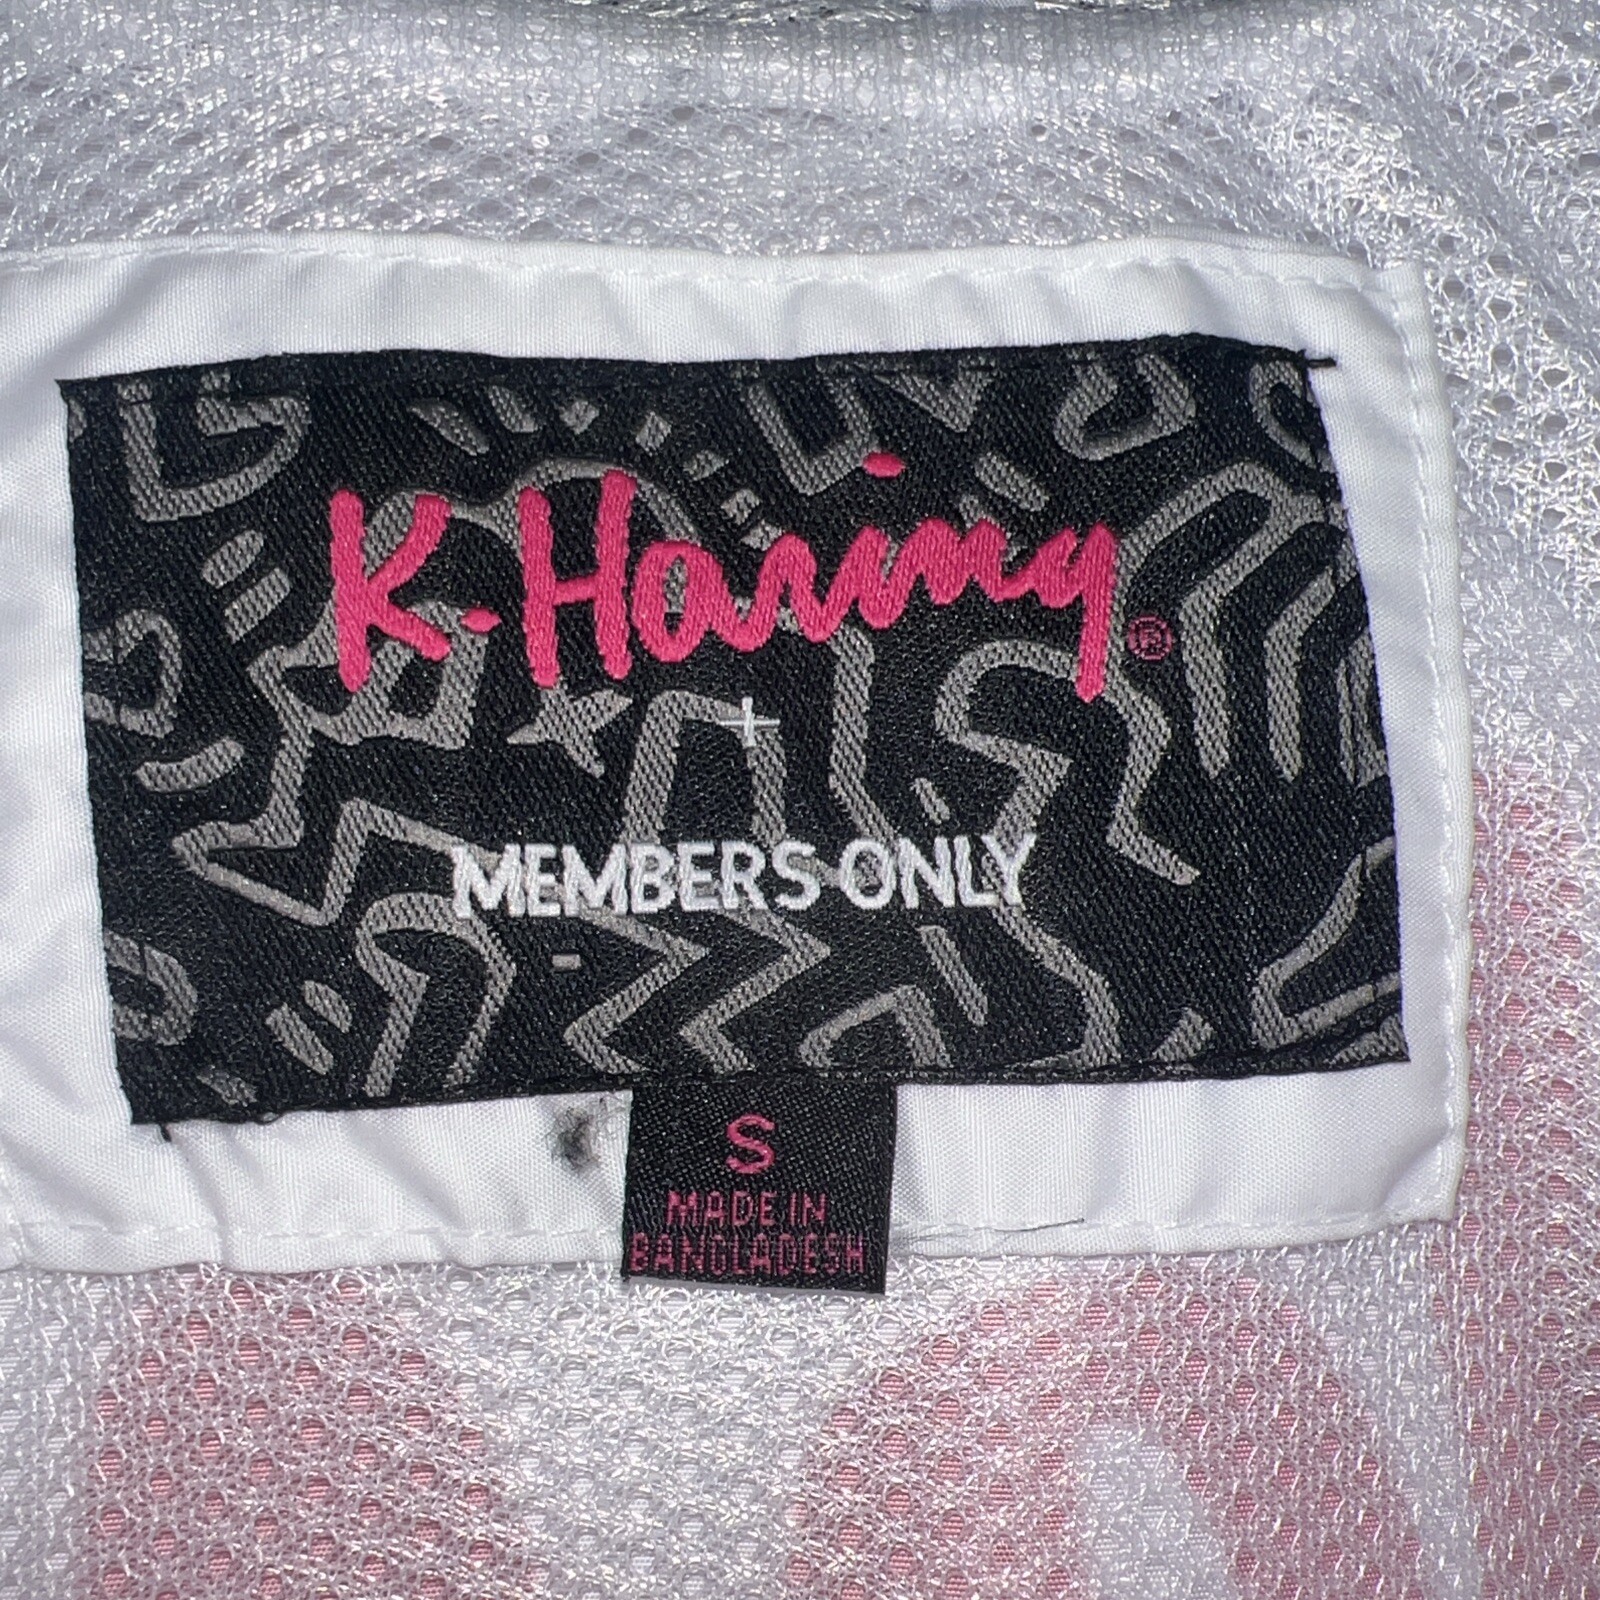 K. Haring ®
+
MEMBERS ONLY
S
MADE IN
BANGLADESH